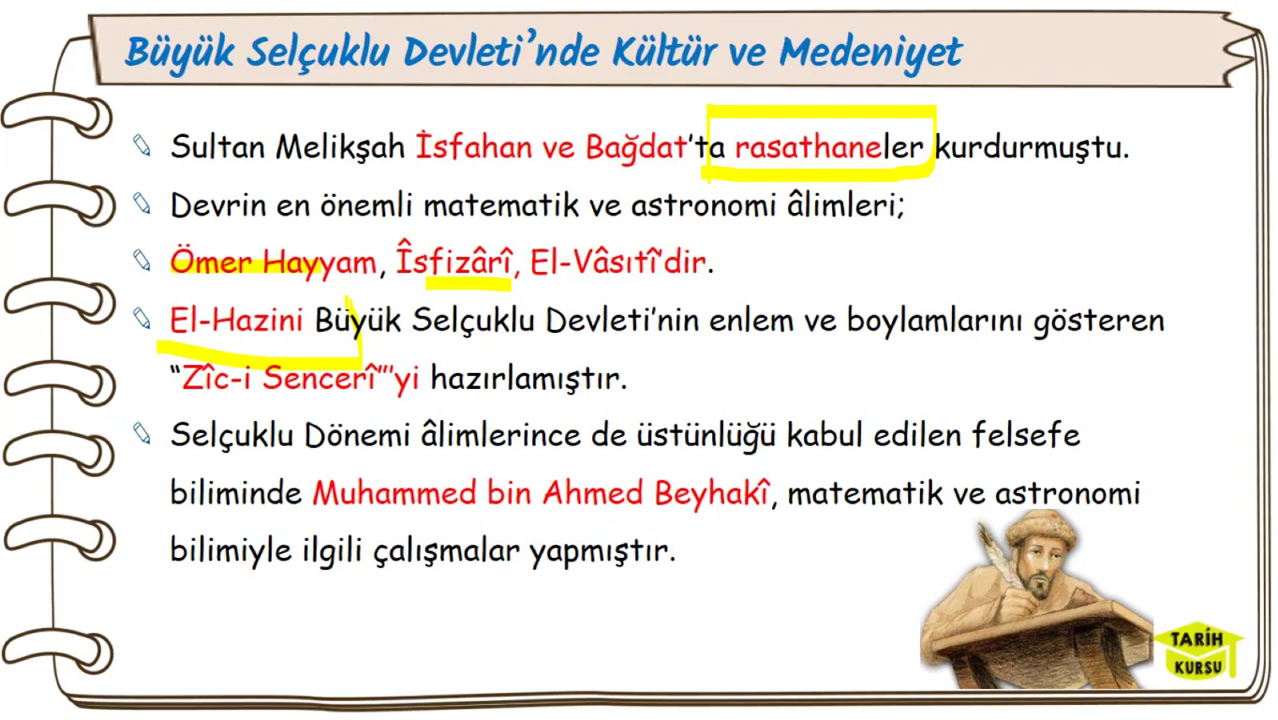 Büyük Selçuklu Devleti'nde Kültür ve Medeniyet
Sultan Melikşah İsfahan ve Bağdat'ta rasathaneler kurdurmuştu.
Devrin en önemli matematik ve astronomi âlimleri;
Ömer Hayyam, Îsfizârî, El-Vâsıtî'dir.
El-Hazini Büyük Selçuklu Devleti'nin enlem ve boylamlarını gösteren
“Zîc-i Sencerî”'yi hazırlamıştır.
Selçuklu Dönemi âlimlerince de üstünlüğü kabul edilen felsefe
biliminde Muhammed bin Ahmed Beyhakî, matematik ve astronomi
bilimiyle ilgili çalışmalar yapmıştır.
TARİH
KURSU